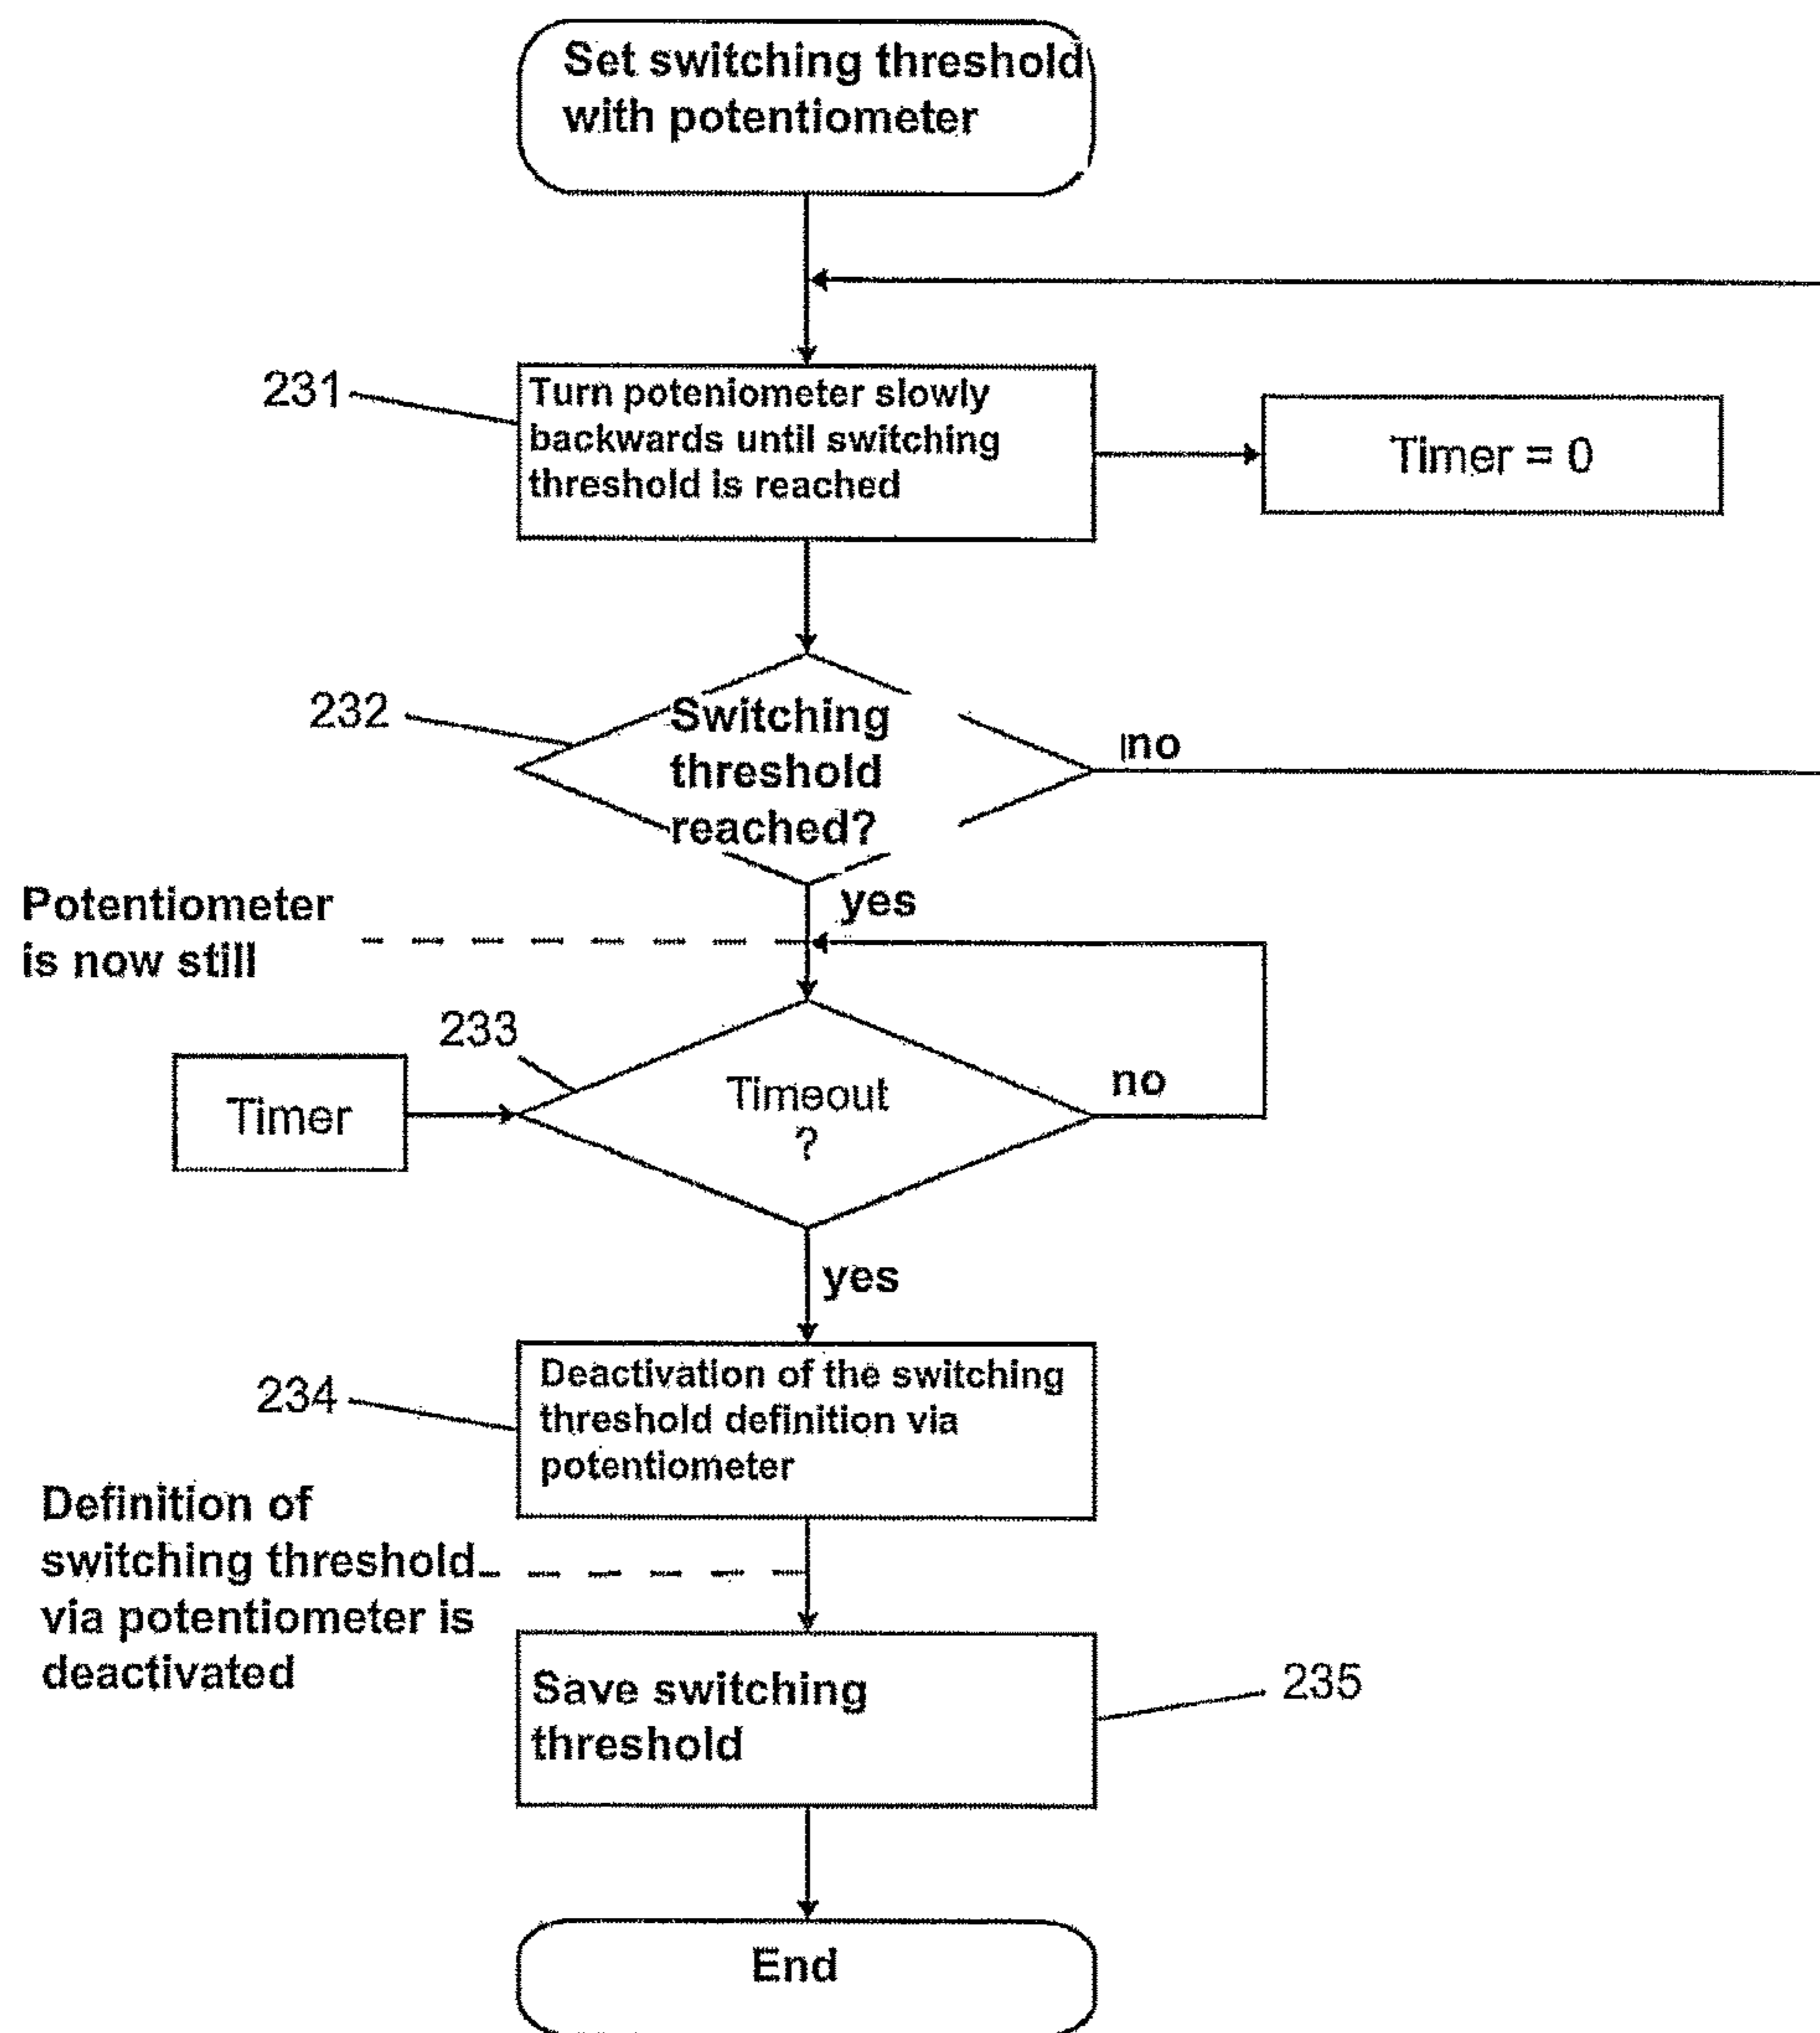 Set switching threshold
with potentiometer
231
Turn poteniometer slowly
backwards until switching
threshold is reached
Timer = 0
232
Switching
threshold
reached?
no
yes
Potentiometer
is now still
233
Timer
Timeout
?
no
yes
234
Deactivation of the switching
threshold definition via
potentiometer
Definition of
switching threshold
via potentiometer is
deactivated
Save switching
threshold
235
End